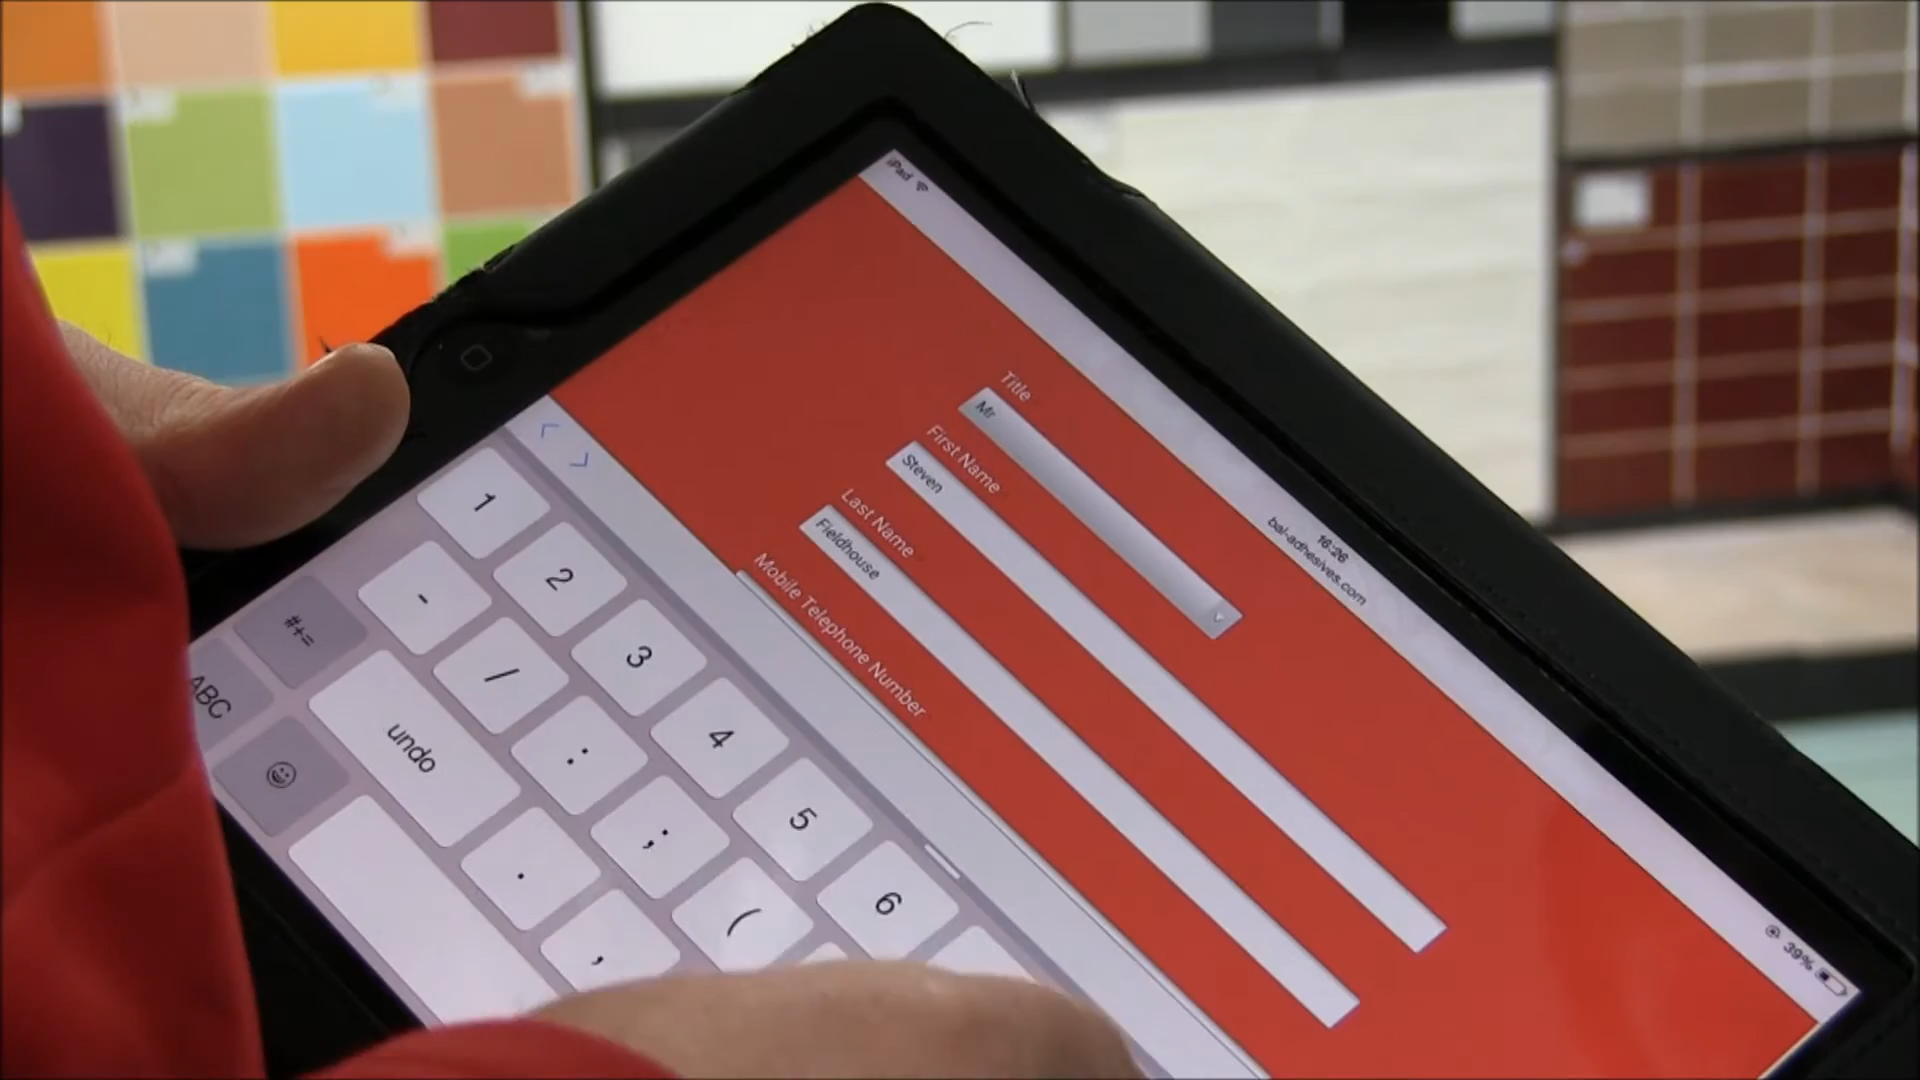 iPad
16:26
bal-adhesives.com
39%
Title
Mr
First Name
Steven
Last Name
Fieldhouse
Mobile Telephone Number
1 2 3 4 5 6
- / : ; (
#+= undo . ,
ABC